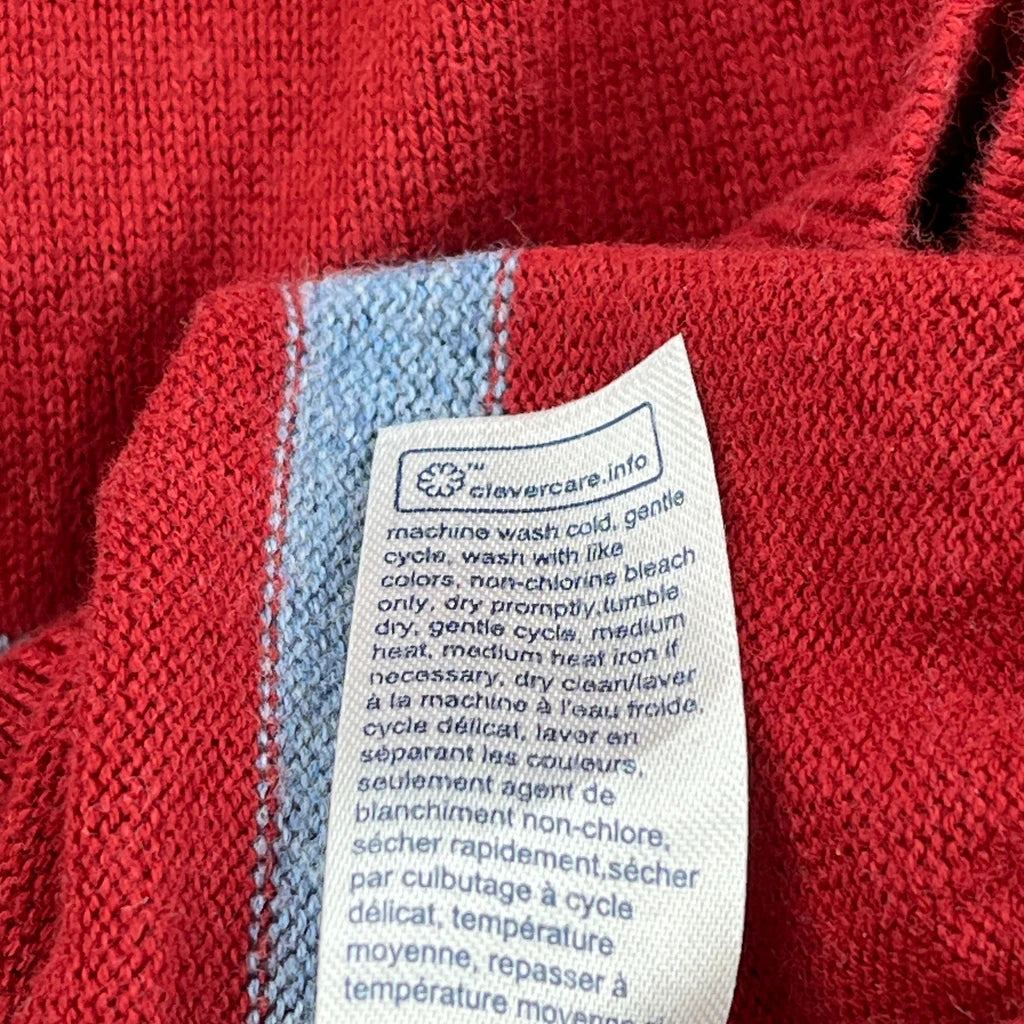 ™
clevercare.info
machine wash cold, gentle
cycle, wash with like
colors, non-chlorine bleach
only, dry promptly,tumble
dry, gentle cycle, medium
heat, medium heat iron if
necessary, dry clean/laver
à la machine à l'eau froide,
cycle délicat, laver en
séparant les couleurs,
seulement agent de
blanchiment non-chlore,
sécher rapidement,sécher
par culbutage à cycle
délicat, température
moyenne, repasser à
température moyenne